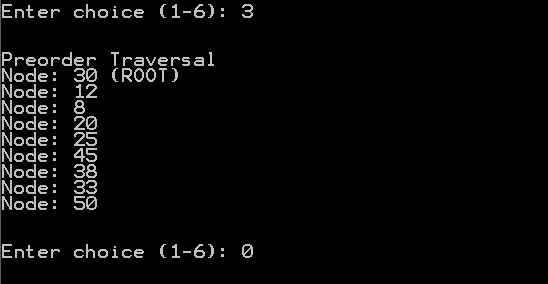 Enter choice (1-6): 3
Preorder Traversal
Node: 30 (ROOT)
Node: 12
Node: 8
Node: 20
Node: 25
Node: 45
Node: 38
Node: 33
Node: 50
Enter choice (1-6): 0